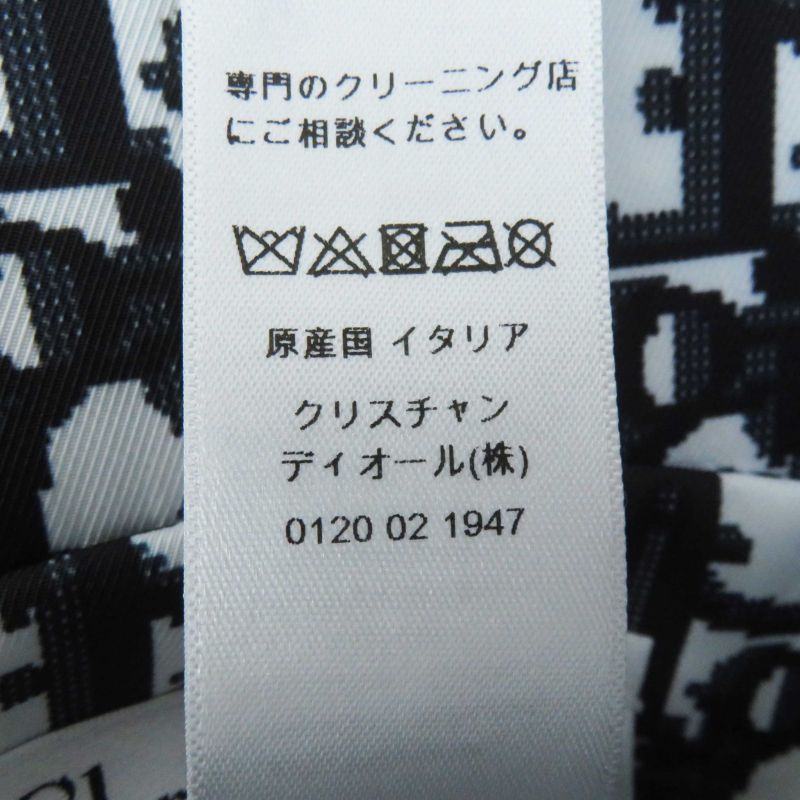 専門のクリーニング店
にご相談ください。
原産国 イタリア
クリスチャン
ディオール(株)
0120 02 1947